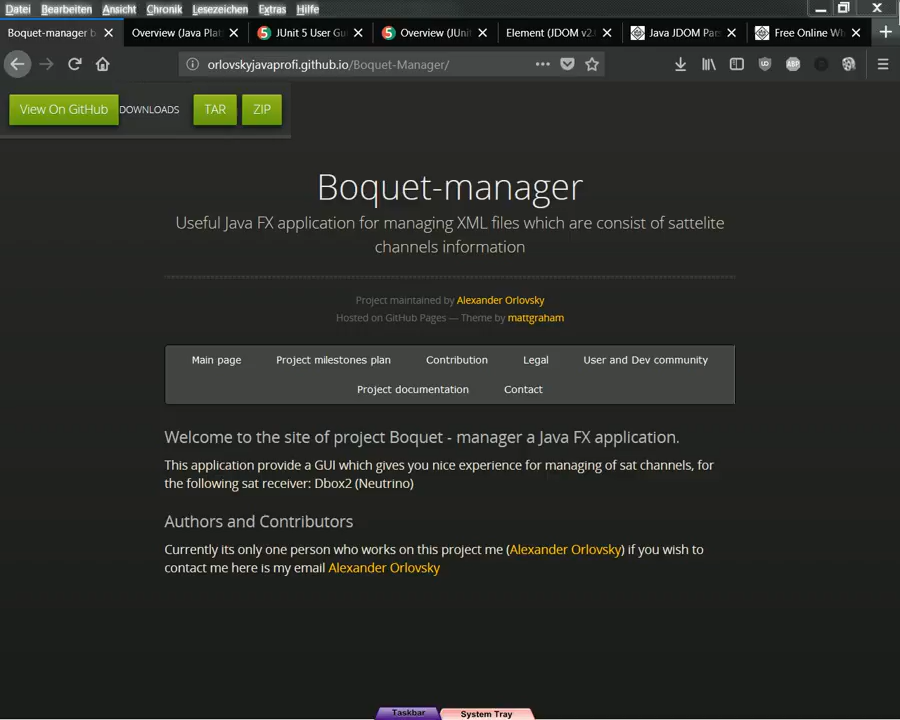 Datei Bearbeiten Ansicht Chronik Lesezeichen Extras Hilfe
Boquet-manager b Overview (Java Plat JUnit 5 User Gui Overview (JUnit Element (JDOM v2. Java JDOM Pars Free Online Wh
orlovskyjavaprofi.github.io/Boquet-Manager/
View On GitHub DOWNLOADS TAR ZIP
Boquet-manager
Useful Java FX application for managing XML files which are consist of sattelite
channels information
Project maintained by Alexander Orlovsky
Hosted on GitHub Pages — Theme by mattgraham
Main page Project milestones plan Contribution Legal User and Dev community
Project documentation Contact
Welcome to the site of project Boquet - manager a Java FX application.
This application provide a GUI which gives you nice experience for managing of sat channels, for
the following sat receiver: Dbox2 (Neutrino)
Authors and Contributors
Currently its only one person who works on this project me (Alexander Orlovsky) if you wish to
contact me here is my email Alexander Orlovsky
Taskbar System Tray